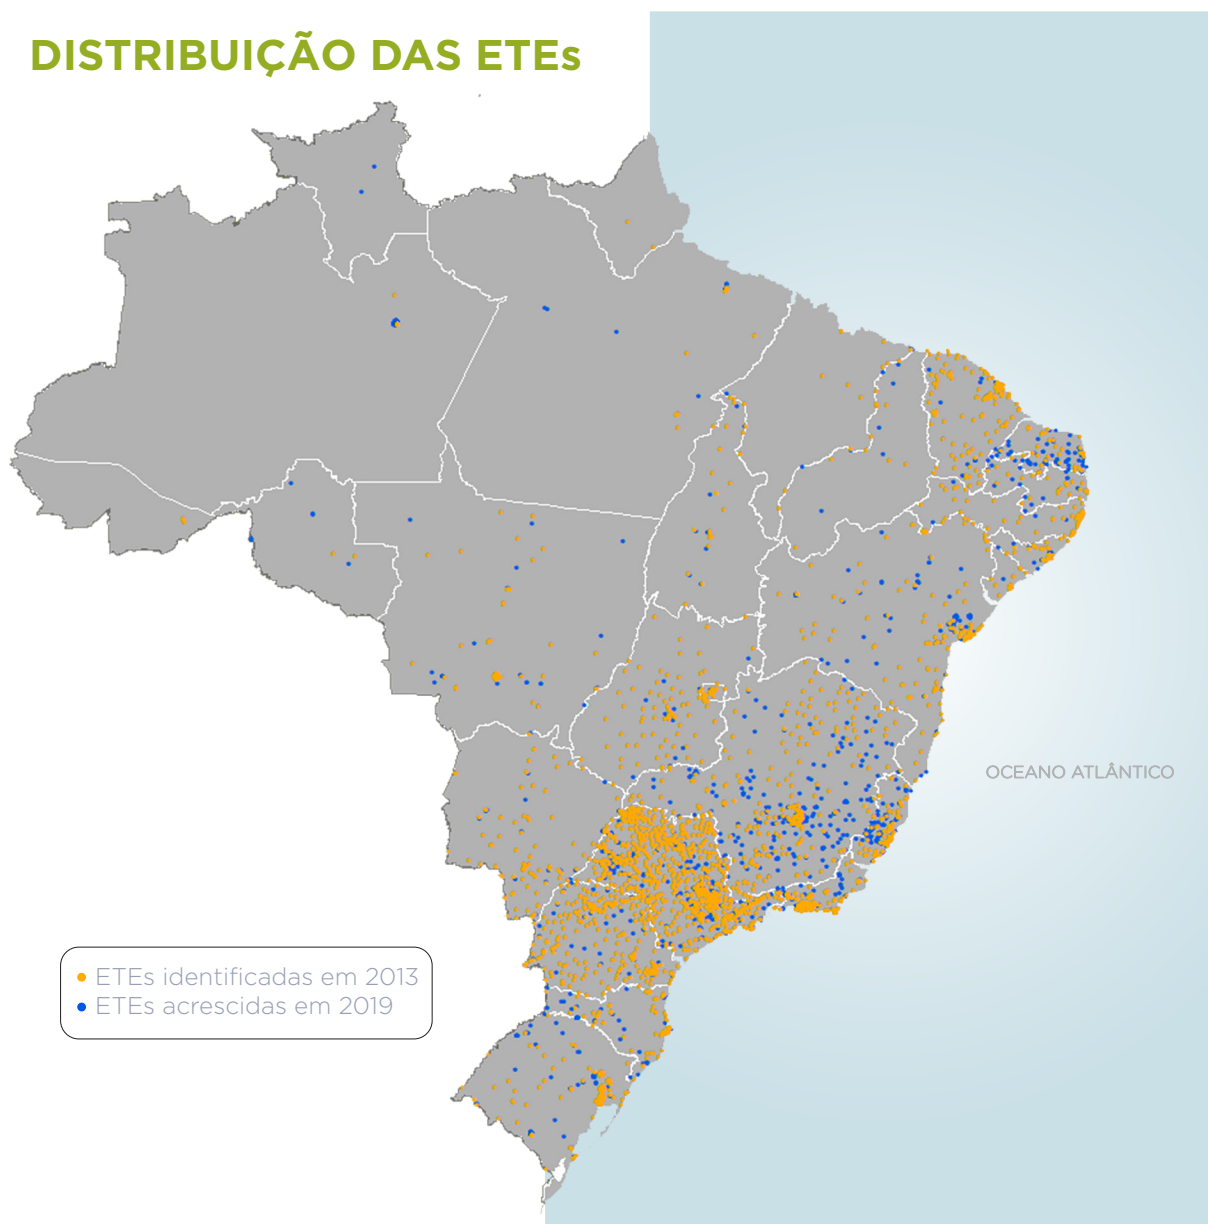 DISTRIBUIÇÃO DAS ETEs
OCEANO ATLÂNTICO
ETEs identificadas em 2013
ETEs acrescidas em 2019